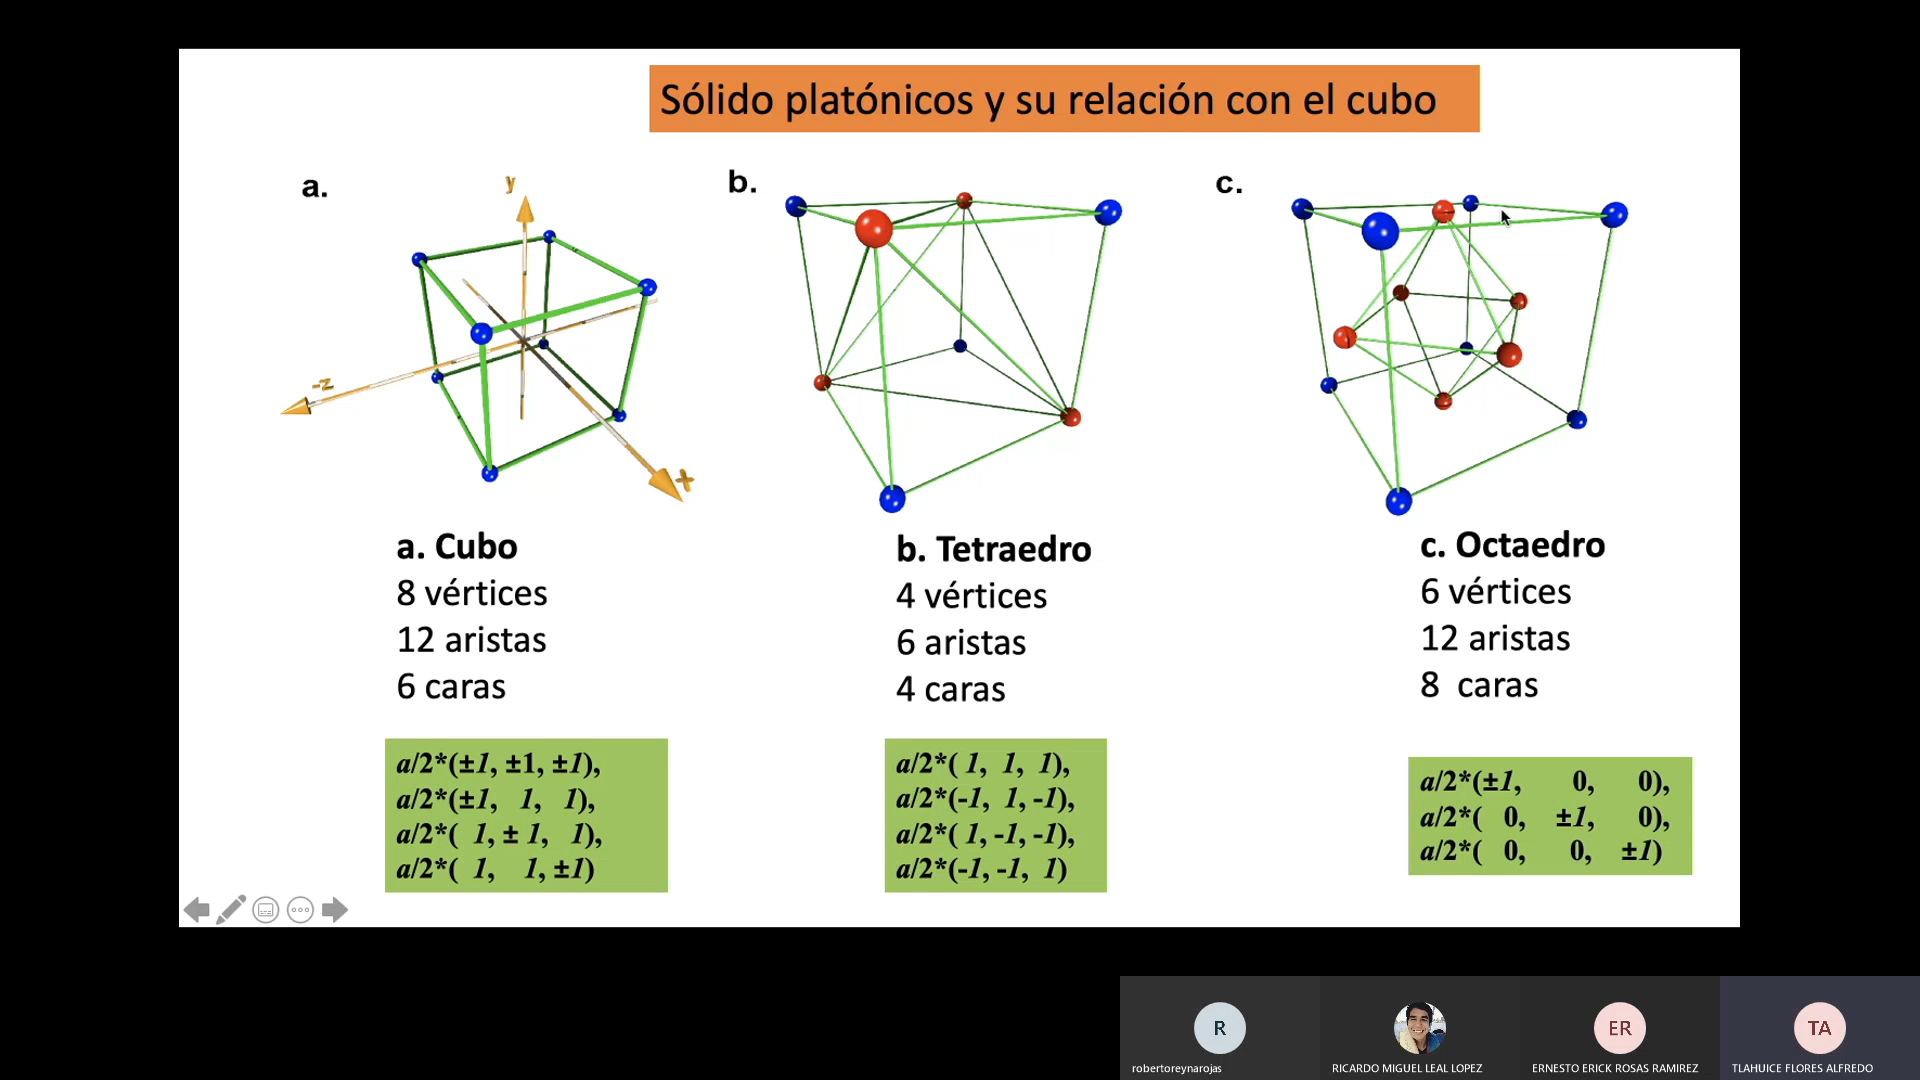 Sólido platónicos y su relación con el cubo
a.
y
-z
x
b.
c.
a. Cubo
8 vértices
12 aristas
6 caras
a/2*(±1, ±1, ±1),
a/2*(±1, 1, 1),
a/2*( 1, ± 1, 1),
a/2*( 1, 1, ±1)
b. Tetraedro
4 vértices
6 aristas
4 caras
a/2*( 1, 1, 1),
a/2*(-1, 1, -1),
a/2*( 1, -1, -1),
a/2*(-1, -1, 1)
c. Octaedro
6 vértices
12 aristas
8 caras
a/2*(±1, 0, 0),
a/2*( 0, ±1, 0),
a/2*( 0, 0, ±1)
R
ER
TA
robertoreynarojas
RICARDO MIGUEL LEAL LOPEZ
ERNESTO ERICK ROSAS RAMIREZ
TLAHUICE FLORES ALFREDO